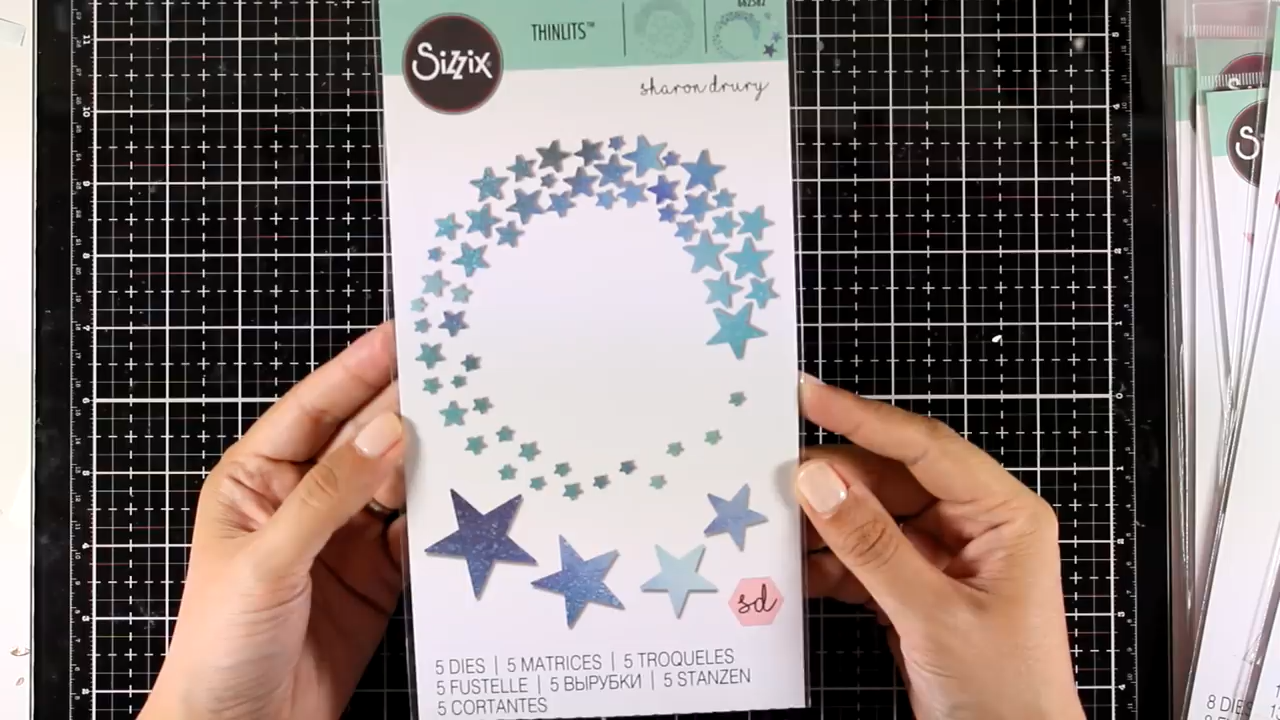 Sizzix
THINLITS™
662582
sharon drury
sd
5 DIES | 5 MATRICES | 5 TROQUELES
5 FUSTELLE | 5 ВЫРУБКИ | 5 STANZEN
5 CORTANTES
8 DIES